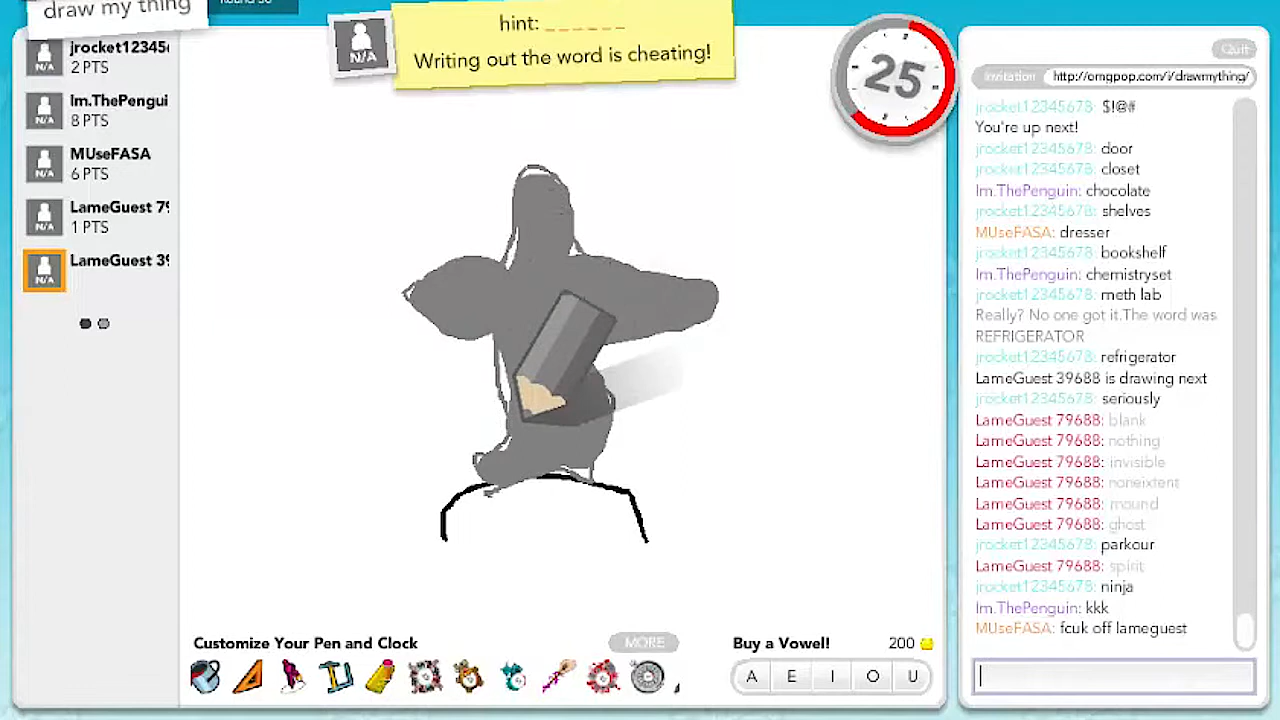 draw my thing
hint: _ _ _ _ _ _
Writing out the word is cheating!
N/A
25
jrocket12345
2 PTS
N/A
Im.ThePengui
8 PTS
N/A
MUseFASA
6 PTS
N/A
LameGuest 79
1 PTS
N/A
LameGuest 39
N/A
Customize Your Pen and Clock
MORE
Buy a Vowel!
200
A E I O U
Quit
Invitation http://omgpop.com/i/drawmything/
jrocket12345678: $!@#
You're up next!
jrocket12345678: door
jrocket12345678: closet
Im.ThePenguin: chocolate
jrocket12345678: shelves
MUseFASA: dresser
jrocket12345678: bookshelf
Im.ThePenguin: chemistryset
jrocket12345678: meth lab
Really? No one got it.The word was
REFRIGERATOR
jrocket12345678: refrigerator
LameGuest 39688 is drawing next
jrocket12345678: seriously
LameGuest 79688: blank
LameGuest 79688: nothing
LameGuest 79688: invisible
LameGuest 79688: noneixtent
LameGuest 79688: mound
LameGuest 79688: ghost
jrocket12345678: parkour
LameGuest 79688: spirit
jrocket12345678: ninja
Im.ThePenguin: kkk
MUseFASA: fcuk off lameguest